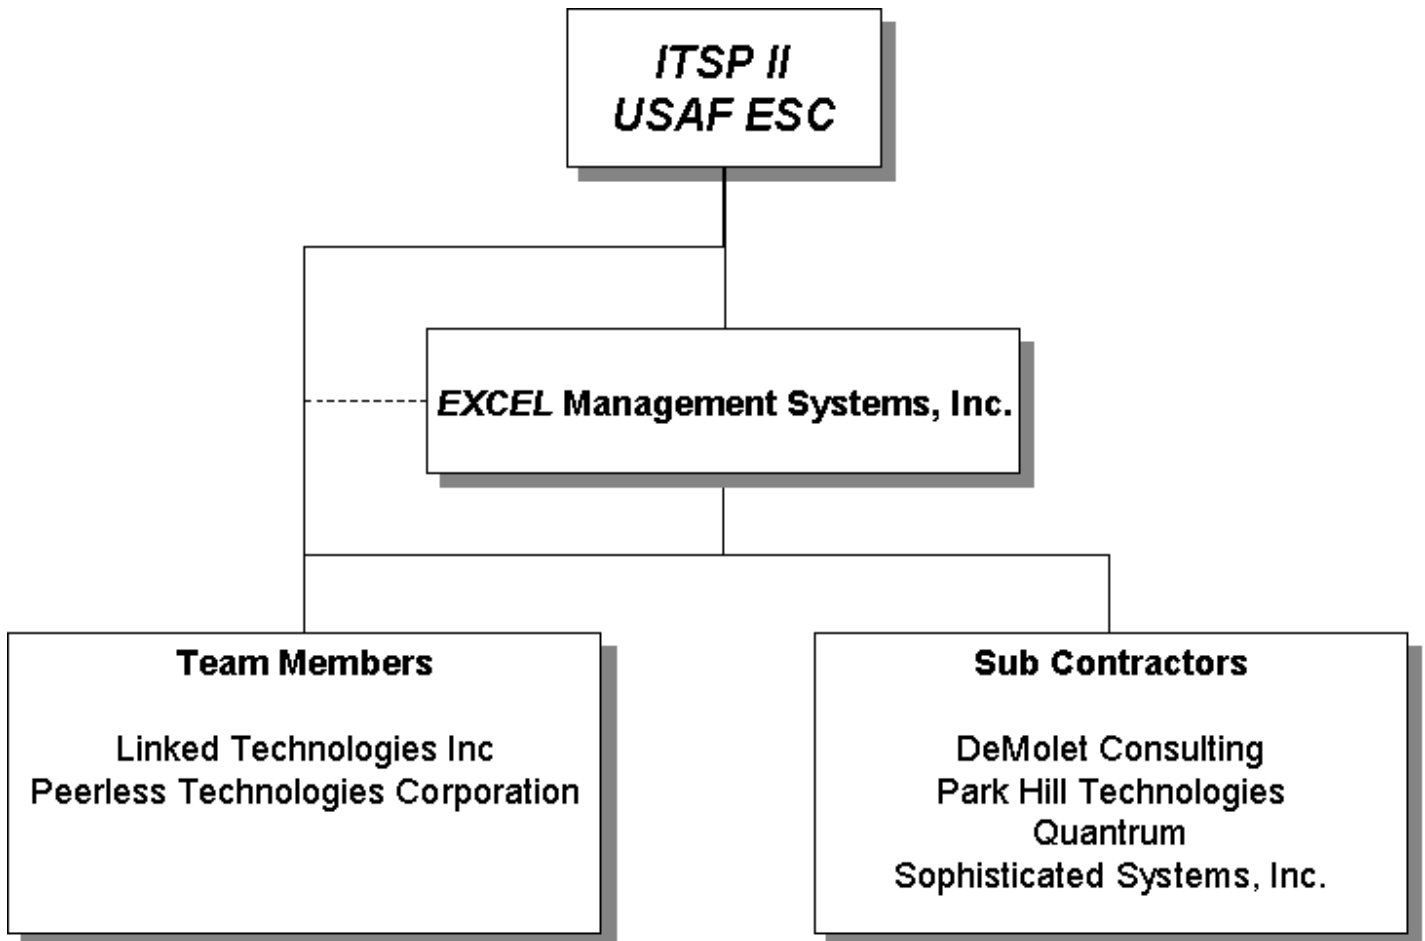 ITSP II
USAF ESC
EXCEL Management Systems, Inc.
Team Members
Linked Technologies Inc
Peerless Technologies Corporation
Sub Contractors
DeMolet Consulting
Park Hill Technologies
Quantrum
Sophisticated Systems, Inc.